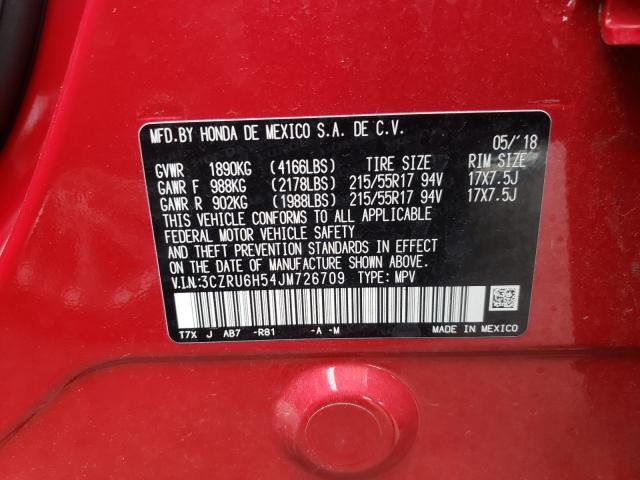 MFD.BY HONDA DE MEXICO S.A. DE C.V.
05/'18
GVWR 1890KG (4166LBS) TIRE SIZE RIM SIZE
GAWR F 988KG (2178LBS) 215/55R17 94V 17X7.5J
GAWR R 902KG (1988LBS) 215/55R17 94V 17X7.5J
THIS VEHICLE CONFORMS TO ALL APPLICABLE
FEDERAL MOTOR VEHICLE SAFETY
AND THEFT PREVENTION STANDARDS IN EFFECT
ON THE DATE OF MANUFACTURE SHOWN ABOVE.
V.I.N:3CZRU6H54JM726709 TYPE: MPV
T7X J AB7 -R81 -A -M
MADE IN MEXICO